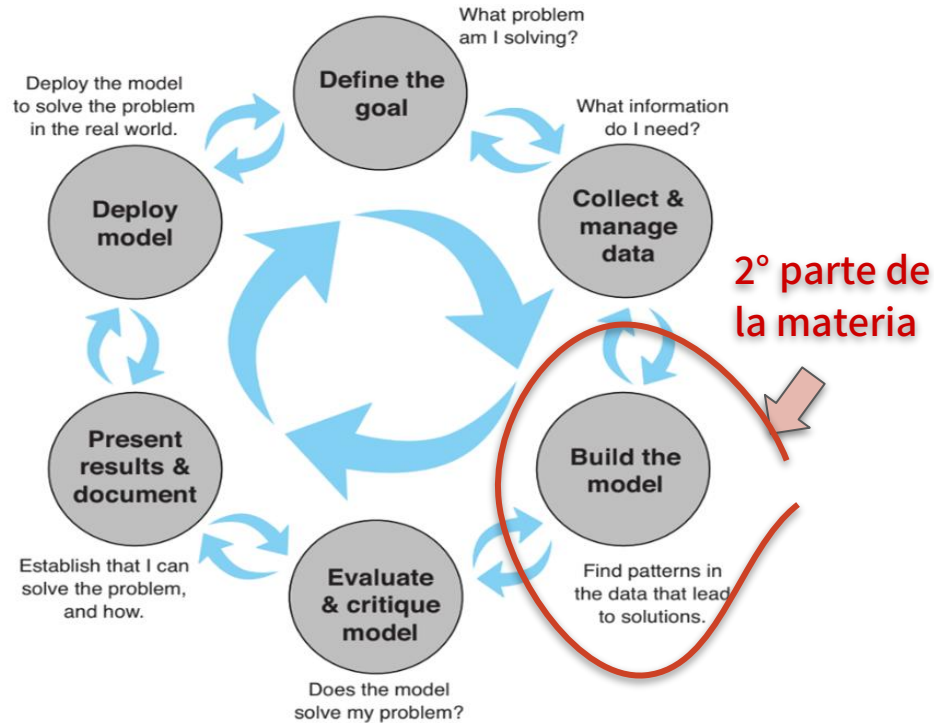 What problem
am I solving?
Define the
goal
Deploy the model
to solve the problem
in the real world.
What information
do I need?
Deploy
model
Collect &
manage
data
2° parte de
la materia
Present
results &
document
Build the
model
Establish that I can
solve the problem,
and how.
Evaluate
& critique
model
Find patterns in
the data that lead
to solutions.
Does the model
solve my problem?